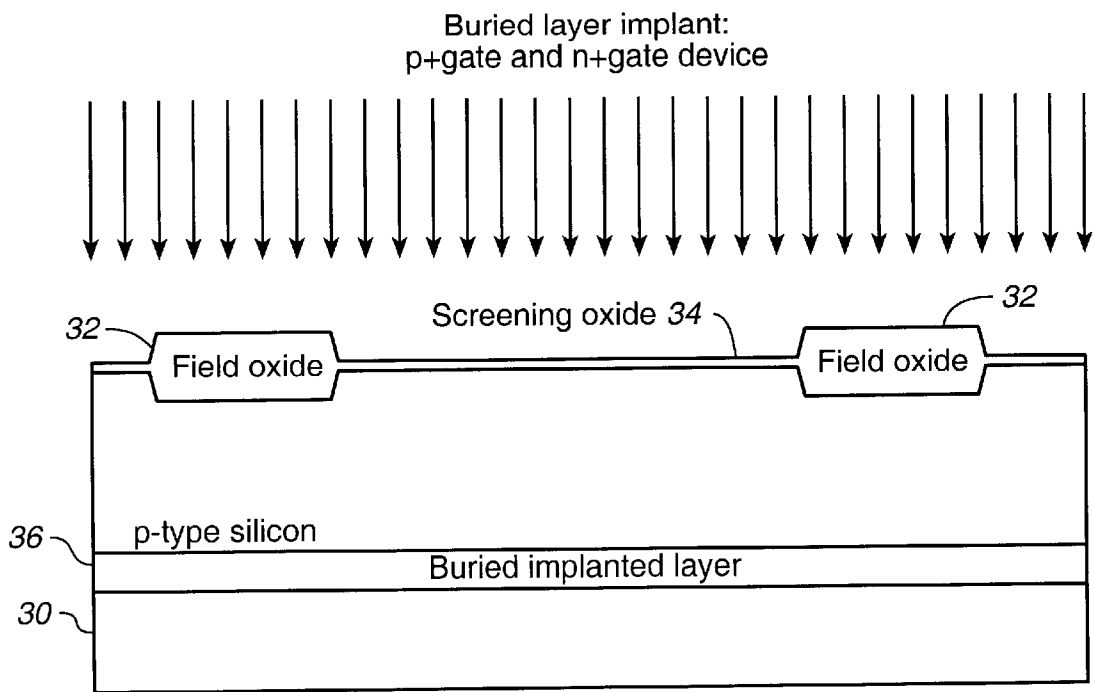 Buried layer implant:
p+gate and n+gate device
32
Screening oxide 34
32
Field oxide
Field oxide
p-type silicon
36
Buried implanted layer
30